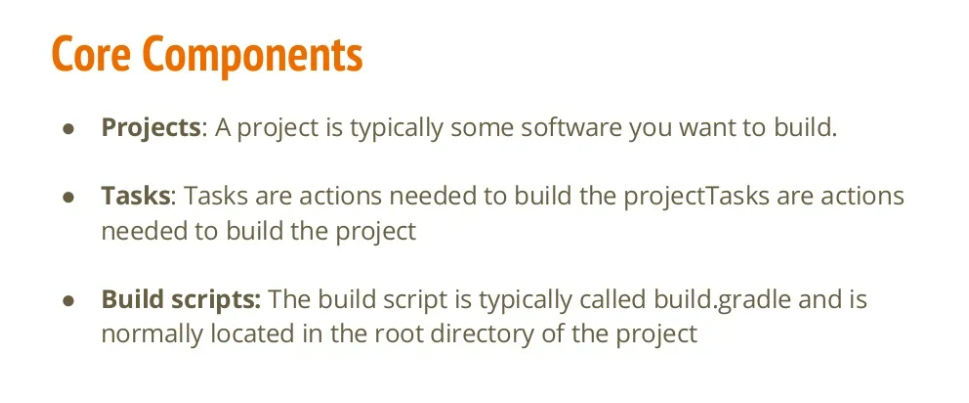 Core Components
● Projects: A project is typically some software you want to build.
● Tasks: Tasks are actions needed to build the projectTasks are actions
needed to build the project
● Build scripts: The build script is typically called build.gradle and is
normally located in the root directory of the project